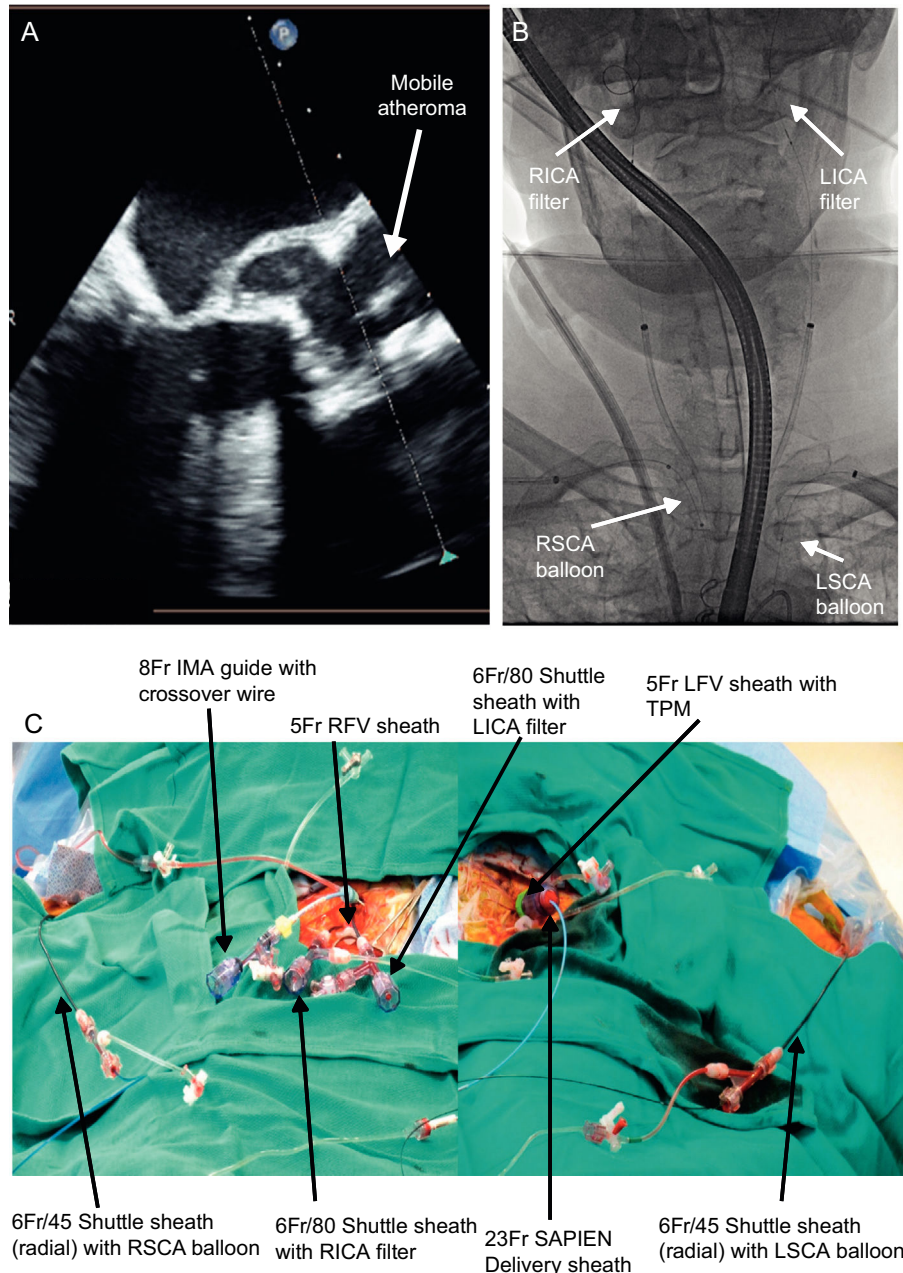 A
P
Mobile
atheroma
R
B
RICA
filter
LICA
filter
RSCA
balloon
LSCA
balloon
8Fr IMA guide with
crossover wire
5Fr RFV sheath
6Fr/80 Shuttle
sheath with
LICA filter
5Fr LFV sheath with
TPM
C
6Fr/45 Shuttle sheath
(radial) with RSCA balloon
6Fr/80 Shuttle sheath
with RICA filter
23Fr SAPIEN
Delivery sheath
6Fr/45 Shuttle sheath
(radial) with LSCA balloon